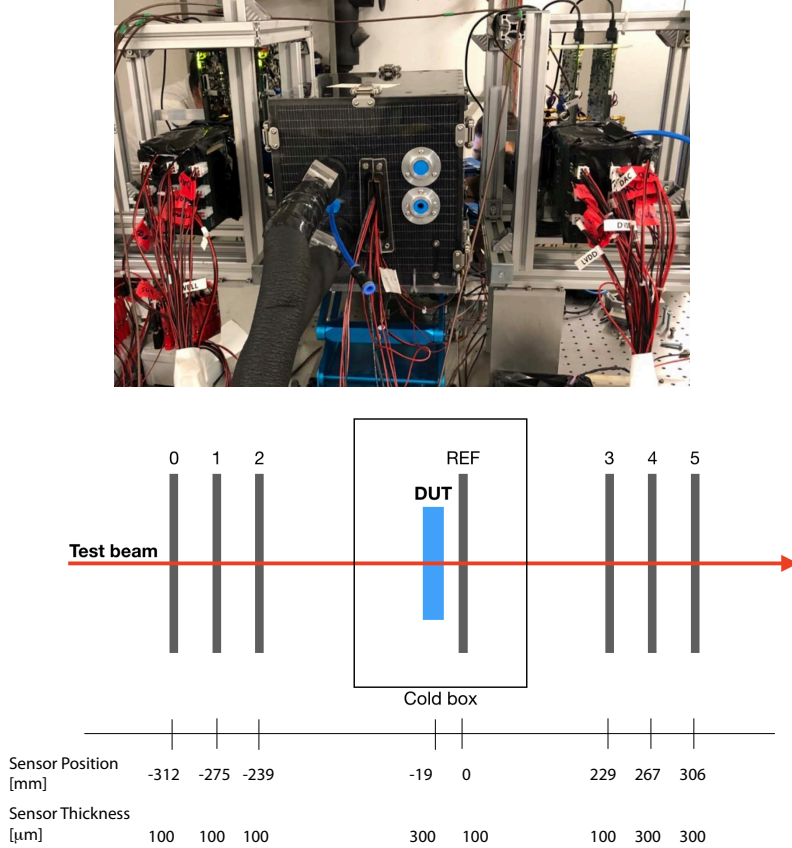 DAC
LVDD
0 1 2 REF 3 4 5
DUT
Test beam
Cold box
Sensor Position
[mm]
-312 -275 -239 -19 0 229 267 306
Sensor Thickness
[μm]
100 100 100 300 100 100 300 300